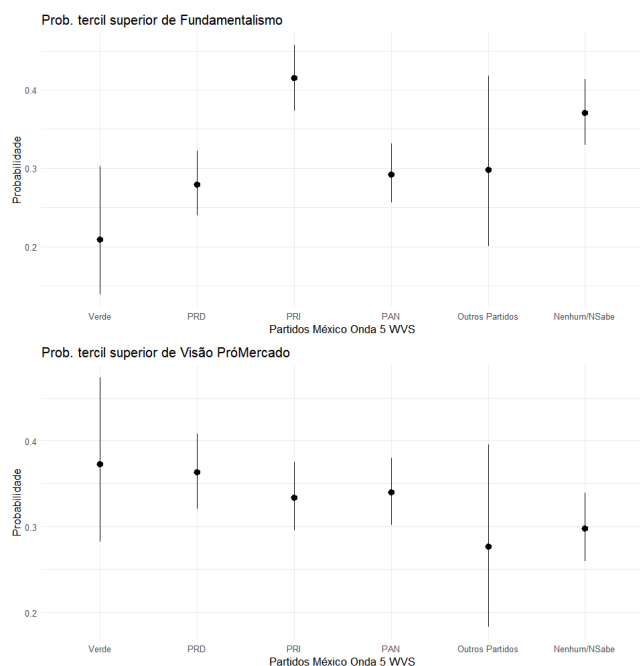 Prob. tercil superior de Fundamentalismo
Probabilidade
0.4
0.3
0.2
Verde PRD PRI PAN Outros Partidos Nenhum/NSabe
Partidos México Onda 5 WVS
Prob. tercil superior de Visão PróMercado
Probabilidade
0.4
0.3
0.2
Verde PRD PRI PAN Outros Partidos Nenhum/NSabe
Partidos México Onda 5 WVS